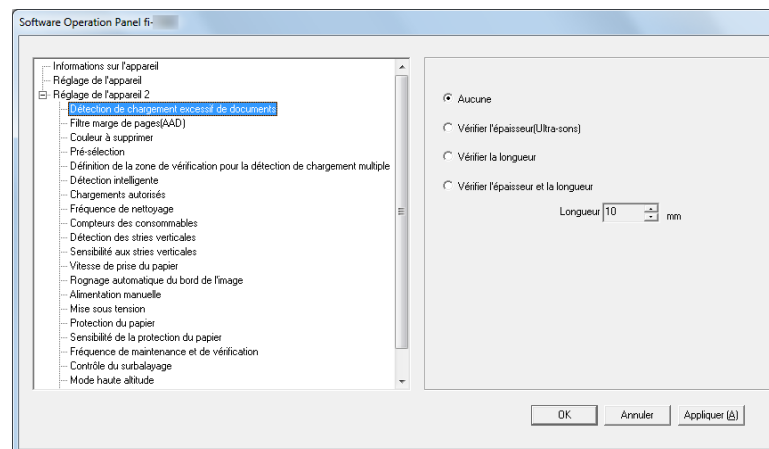 Software Operation Panel fi-
Informations sur l'appareil
Réglage de l'appareil
Réglage de l'appareil 2
Détection de chargement excessif de documents
Filtre marge de pages(AAD)
Couleur à supprimer
Pré-sélection
Définition de la zone de vérification pour la détection de chargement multiple
Détection intelligente
Chargements autorisés
Fréquence de nettoyage
Compteurs des consommables
Détection des stries verticales
Sensibilité aux stries verticales
Vitesse de prise du papier
Rognage automatique du bord de l'image
Alimentation manuelle
Mise sous tension
Protection du papier
Sensibilité de la protection du papier
Fréquence de maintenance et de vérification
Contrôle du surbalayage
Mode haute altitude
Aucune
Vérifier l'épaisseur(Ultra-sons)
Vérifier la longueur
Vérifier l'épaisseur et la longueur
Longueur 10 mm
OK Annuler Appliquer (A)